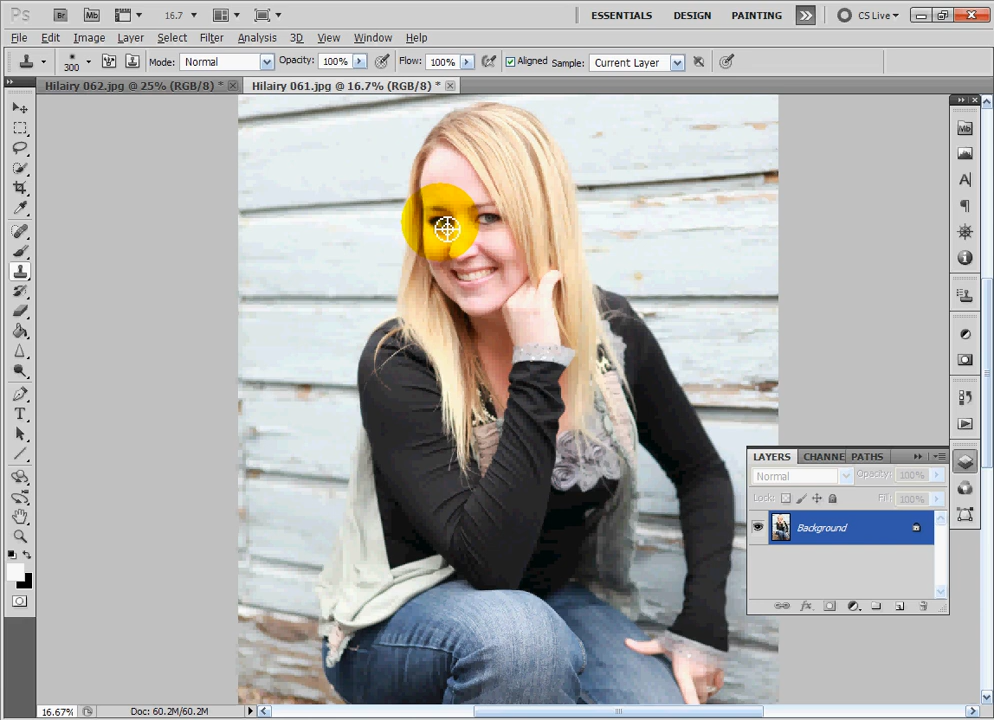 Ps Br Mb 16.7 ESSENTIALS DESIGN PAINTING CS Live
File Edit Image Layer Select Filter Analysis 3D View Window Help
300 Mode: Normal Opacity: 100% Flow: 100% Aligned Sample: Current Layer
Hilairy 062.jpg @ 25% (RGB/8) * Hilairy 061.jpg @ 16.7% (RGB/8) *
LAYERS CHANNE PATHS
Normal Opacity: 100%
Lock: Fill: 100%
Background
16.67% Doc: 60.2M/60.2M